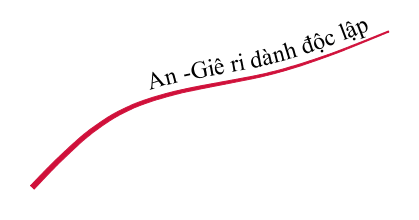 An -Giê ri dành độc lập